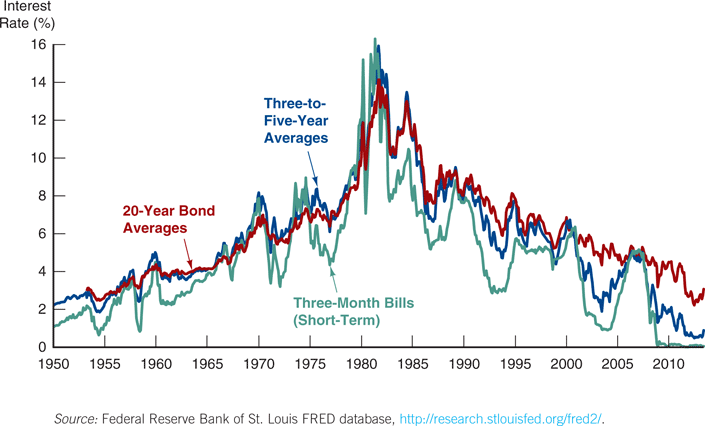 Interest
Rate (%)
16
14
12
10
8
6
4
2
0
Three-to-
Five-Year
Averages
20-Year Bond
Averages
Three-Month Bills
(Short-Term)
1950 1955 1960 1965 1970 1975 1980 1985 1990 1995 2000 2005 2010
Source: Federal Reserve Bank of St. Louis FRED database, http://research.stlouisfed.org/fred2/.